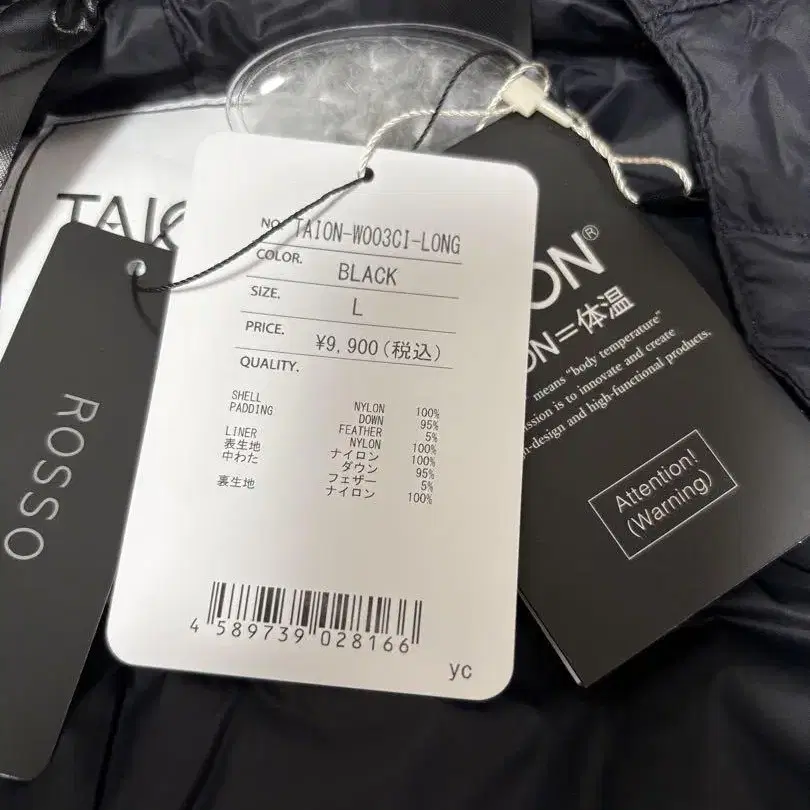 TAIO
NO. TAION-W003CI-LONG
COLOR. BLACK
SIZE. L
PRICE. ¥9,900(税込)
QUALITY.
SHELL NYLON 100%
PADDING DOWN 95%
FEATHER 5%
LINER NYLON 100%
表生地 ナイロン 100%
中わた ダウン 95%
フェザー 5%
裏生地 ナイロン 100%
4 589739 028166
yc
ROSSO
ION®
ON=体温
means "body temperature"
ssion is to innovate and create
-design and high-functional products.
Attention!
(Warning)